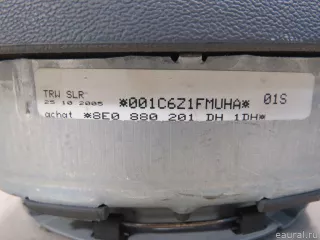 TRW SLR
25 10 2005
*001C6Z1FMUHA* 01S
achat *8E0 880 201 DH 1DH*
eaural.ru©